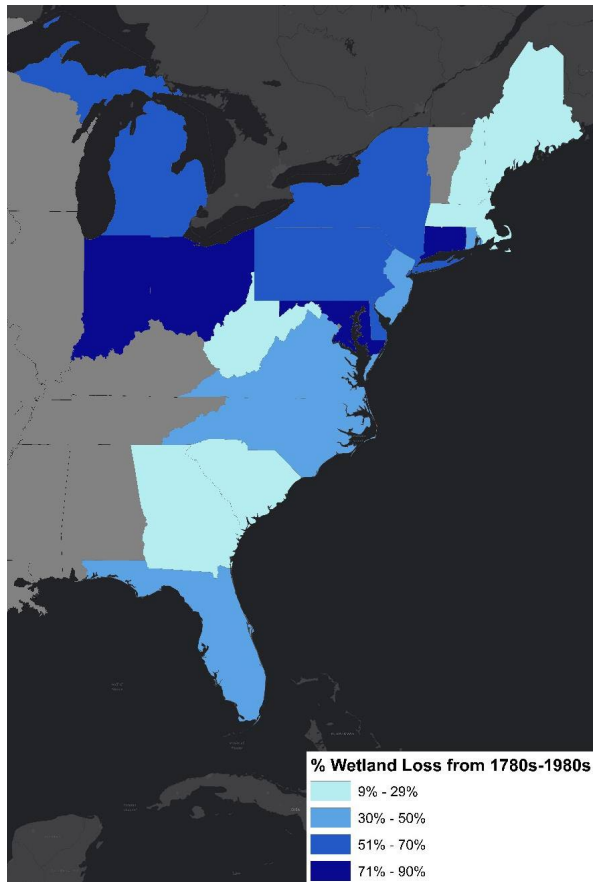 % Wetland Loss from 1780s-1980s
9% - 29%
30% - 50%
51% - 70%
71% - 90%